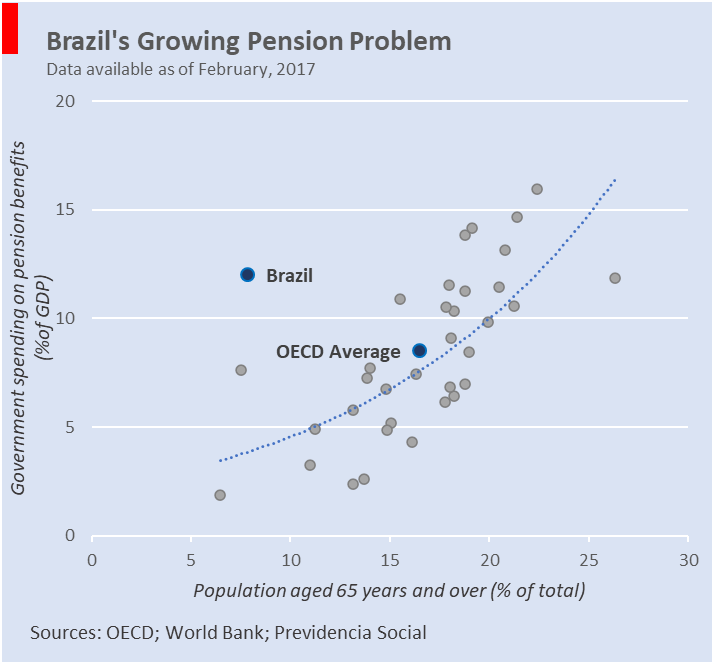 Brazil's Growing Pension Problem
Data available as of February, 2017
Government spending on pension benefits
(%of GDP)
20
15
10
5
0
Brazil
OECD Average
0 5 10 15 20 25 30
Population aged 65 years and over (% of total)
Sources: OECD; World Bank; Previdencia Social